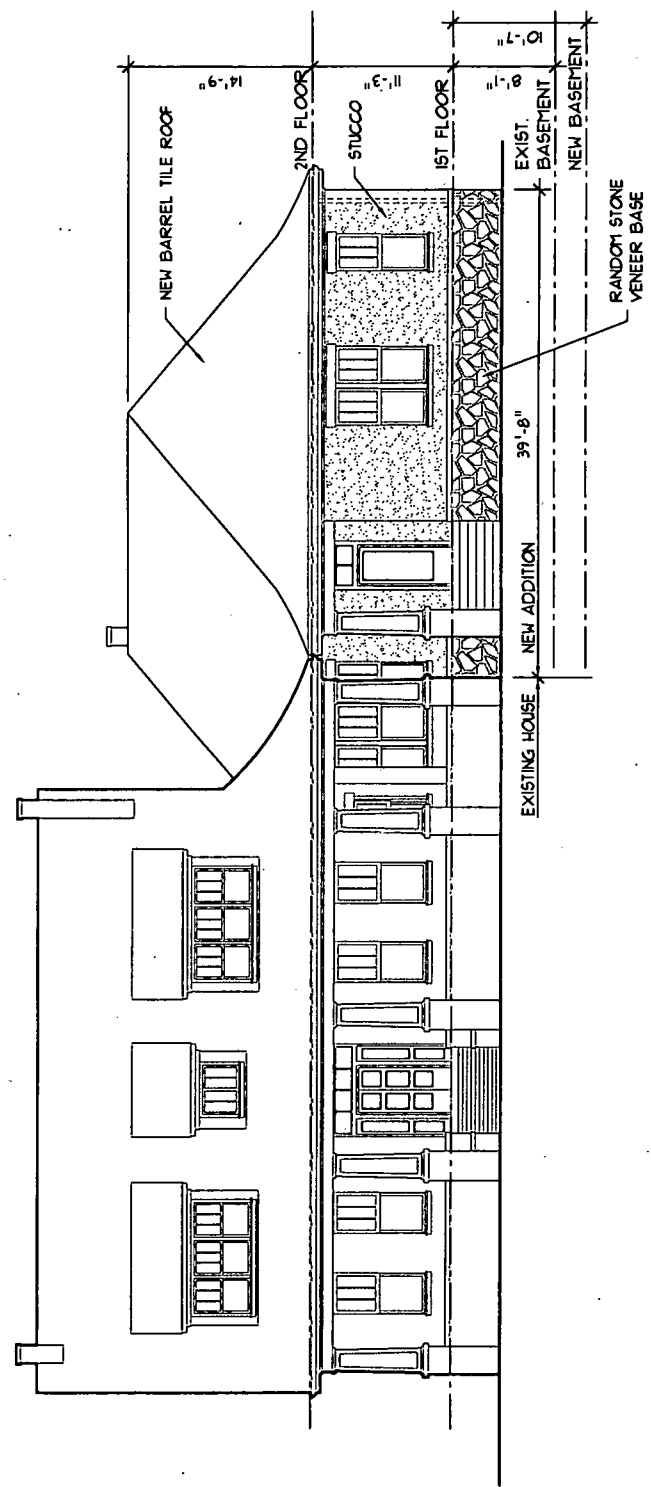 NEW BARREL TILE ROOF
14'-9"
2ND FLOOR
STUCCO
11'-3"
1ST FLOOR
8'-1"
10'-7"
EXIST.
BASEMENT
NEW BASEMENT
RANDOM STONE
VENEER BASE
39'-8"
EXISTING HOUSE
NEW ADDITION